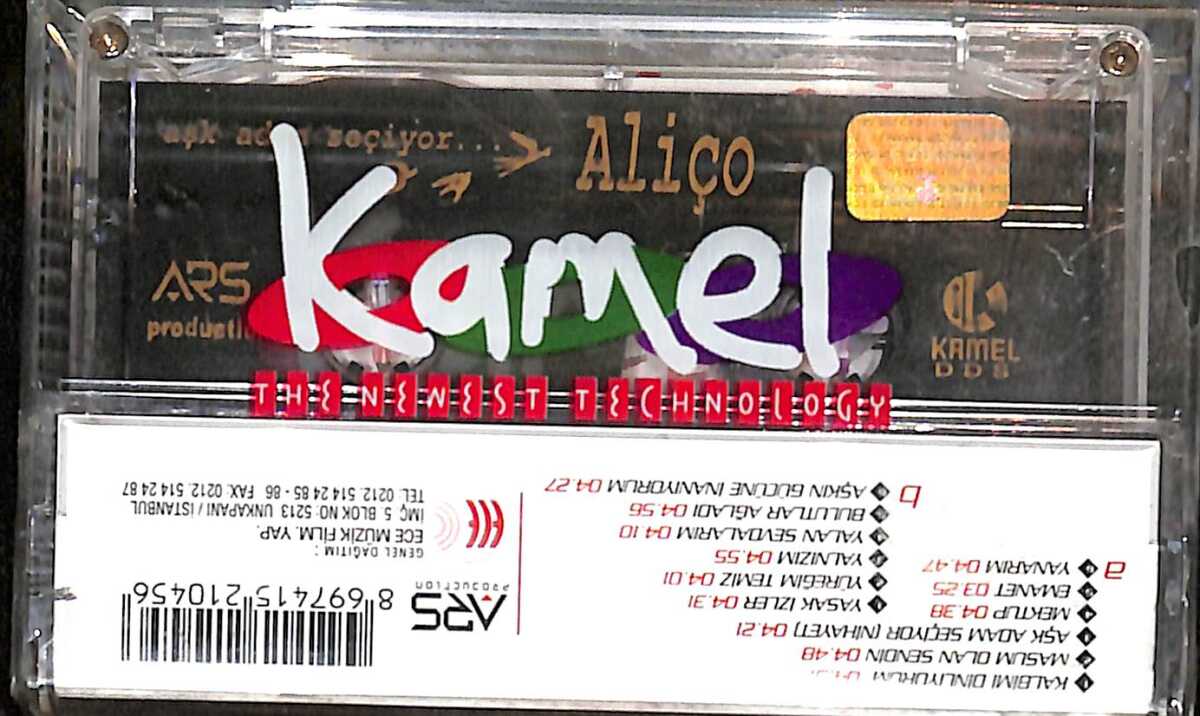 aşk adam seçiyor...
Aliço
Kamel
THE NEWEST TECHNOLOGY
ARS
producti
KAMEL
DDS
a
KALBİMİ DİNLİYORUM
MASUM OLAN SENDİN 04.48
AŞK ADAM SEÇİYOR (NİHAYET) 04.21
MEKTUP 04.38
EMANET 03.25
YANARIM 04.47
b
YASAK İZLER 04.31
YÜREĞİM TEMİZ 04.01
YALNIZIM 04.55
YALAN SEVDALARIM 04.10
BULUTLAR AĞLADI 04.56
AŞKIN GÜCÜNE İNANIYORUM 04.27
ARS
PRODUCTION
8 697415 210456
GENEL DAĞITIM :
ECE MÜZİK FİLM. YAP.
İMÇ 5. BLOK NO: 5213 UNKAPANI / İSTANBUL
TEL: 0212. 514 24 85 - 86 FAX: 0212. 514 24 87